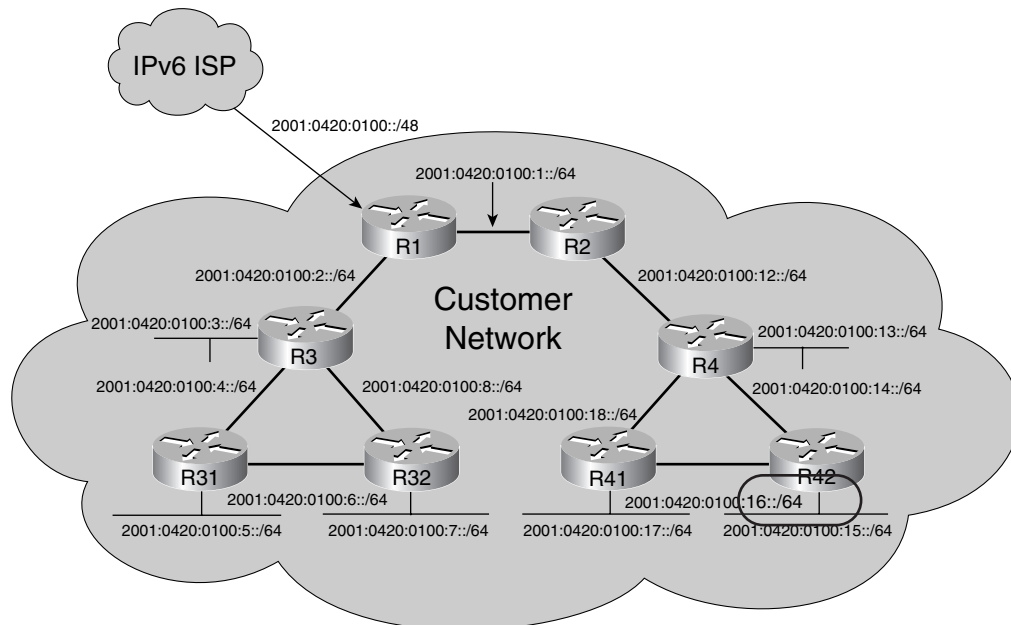 IPv6 ISP
2001:0420:0100::/48
2001:0420:0100:1::/64
R1
R2
2001:0420:0100:2::/64
2001:0420:0100:12::/64
Customer
Network
2001:0420:0100:3::/64
2001:0420:0100:13::/64
R3
R4
2001:0420:0100:4::/64
2001:0420:0100:8::/64
2001:0420:0100:14::/64
2001:0420:0100:18::/64
R31
R32
R41
R42
2001:0420:0100:6::/64
2001:0420:0100:16::/64
2001:0420:0100:5::/64
2001:0420:0100:7::/64
2001:0420:0100:17::/64
2001:0420:0100:15::/64